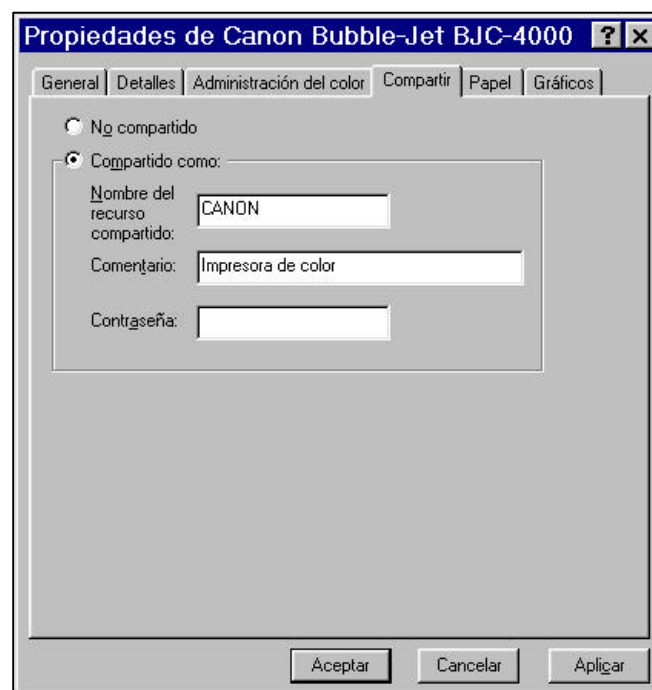 Propiedades de Canon Bubble-Jet BJC-4000 ? ×
General Detalles Administración del color Compartir Papel Gráficos
No compartido
Compartido como:
Nombre del
recurso
compartido:
CANON
Comentario: Impresora de color
Contraseña:
Aceptar Cancelar Aplicar